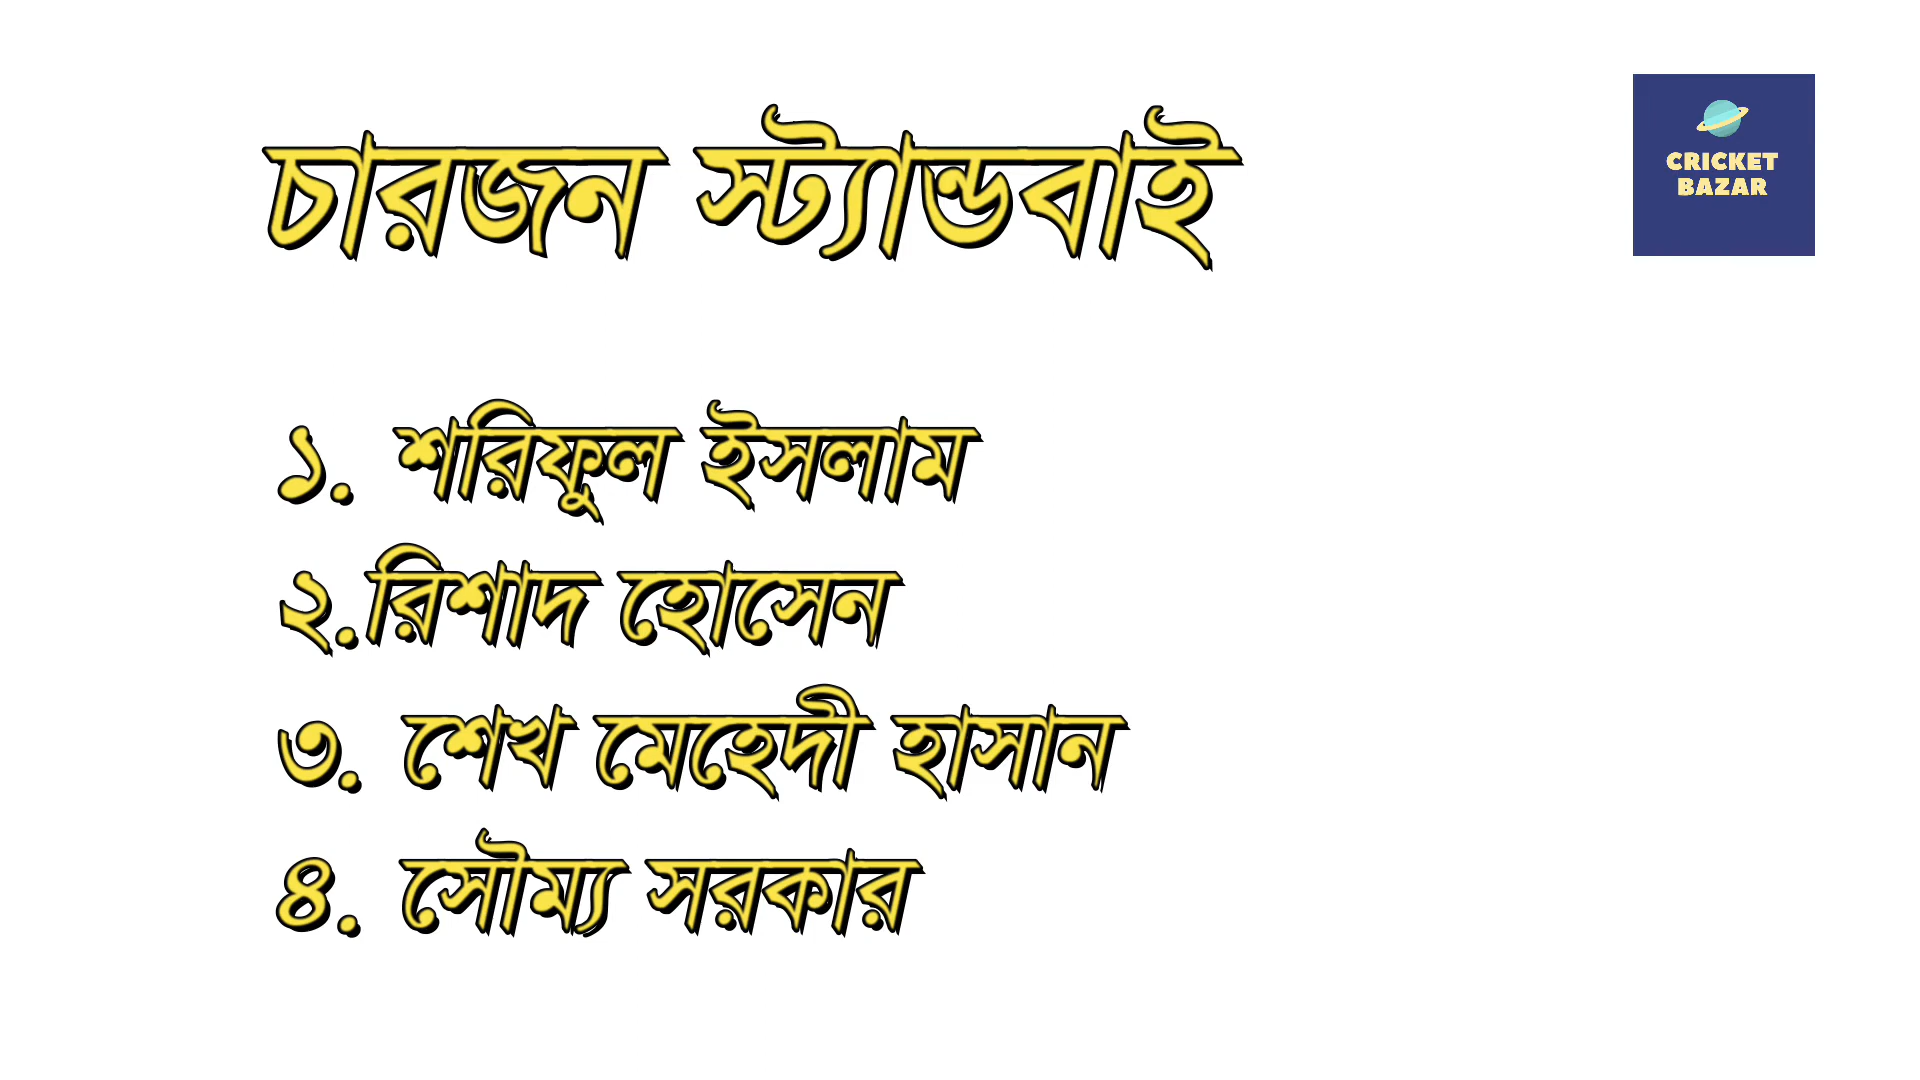 চারজন স্ট্যান্ডবাই
CRICKET
BAZAR
১. শরিফুল ইসলাম
২.রিশাদ হোসেন
৩. শেখ মেহেদী হাসান
৪. সৌম্য সরকার